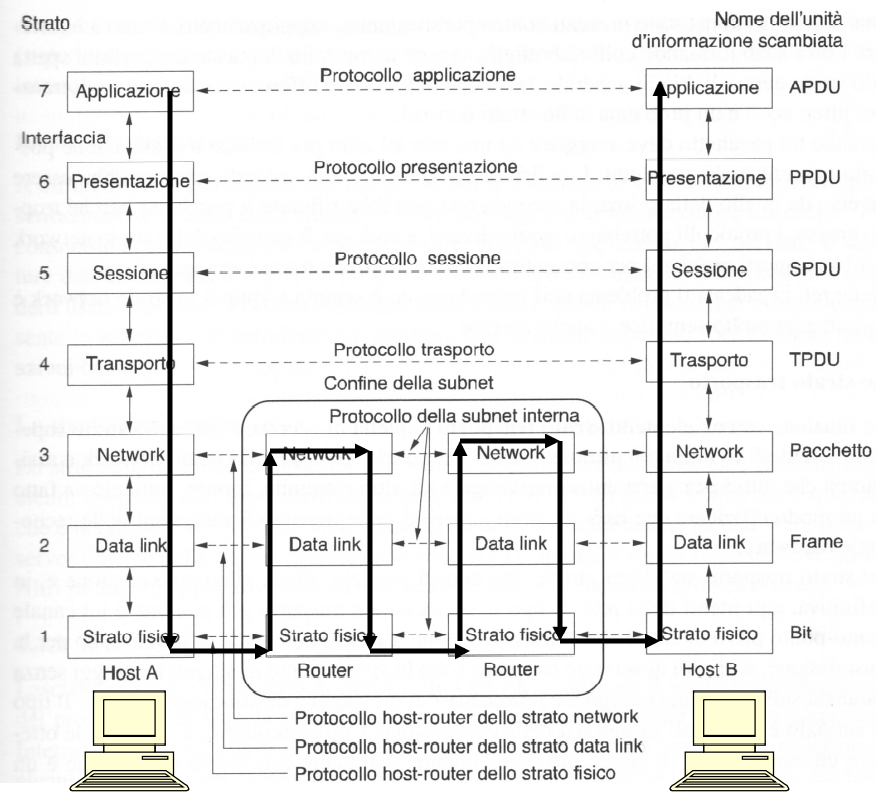 Strato
Nome dell'unità
d'informazione scambiata
7 Applicazione Protocollo applicazione Applicazione APDU
Interfaccia
Presentazione Protocollo presentazione Presentazione PPDU
5 Sessione Protocollo sessione Sessione SPDU
4 Trasporto Protocollo trasporto Trasporto TPDU
Confine della subnet
Protocollo della subnet interna
3 Network Network Network Network Pacchetto
2 Data link Data link Data link Data link Frame
1 Strato fisico Strato fisico Strato fisico Strato fisico Bit
Host A Router Router Host B
Protocollo host-router dello strato network
Protocollo host-router dello strato data link
Protocollo host-router dello strato fisico